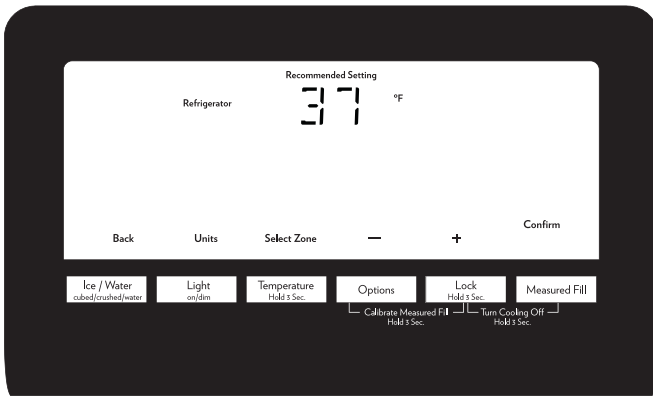 Recommended Setting
Refrigerator 37 °F
Confirm
Back Units Select Zone — +
Ice / Water Light Temperature Options Lock Measured Fill
cubed/crushed/water on/dim Hold 3 Sec. Hold 3 Sec.
Calibrate Measured Fill Turn Cooling Off
Hold 3 Sec. Hold 3 Sec.